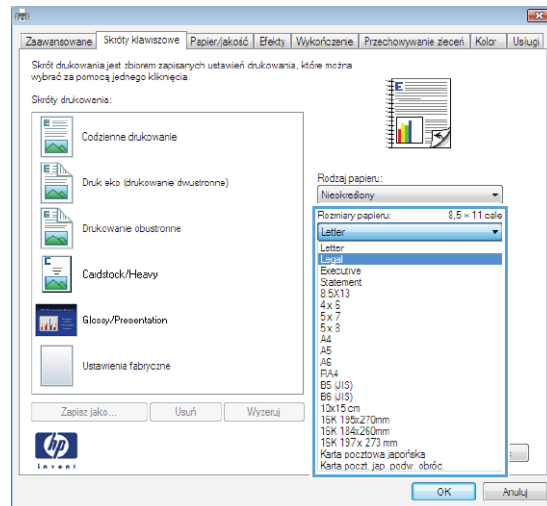 Zaawansowane Skróty klawiszowe Papier/jakość Efekty Wykończenie Przechowywanie zleceń Kolor Usługi
Skrót drukowania jest zbiorem zapisanych ustawień drukowania, które można
wybrać za pomocą jednego kliknięcia.
Skróty drukowania:
Codzienne drukowanie
Druk eko (drukowanie dwustronne)
Drukowanie obustronne
Cardstock/Heavy
Glossy/Presentation
Ustawienia fabryczne
Zapisz jako... Usuń Wyzeruj
hp
invent
Rodzaj papieru:
Nieokreślony
Rozmiary papieru: 8,5 × 11 cale
Letter
Letter
Legal
Executive
Statement
8.5X13
4 x 6
5 x 7
5 x 8
A4
A5
A6
RA4
B5 (JIS)
B6 (JIS)
10x15 cm
16K 195x270mm
16K 184x260mm
16K 197 x 273 mm
Karta pocztowa japońska
Karta poczt. jap. podw. obróc.
OK Anuluj